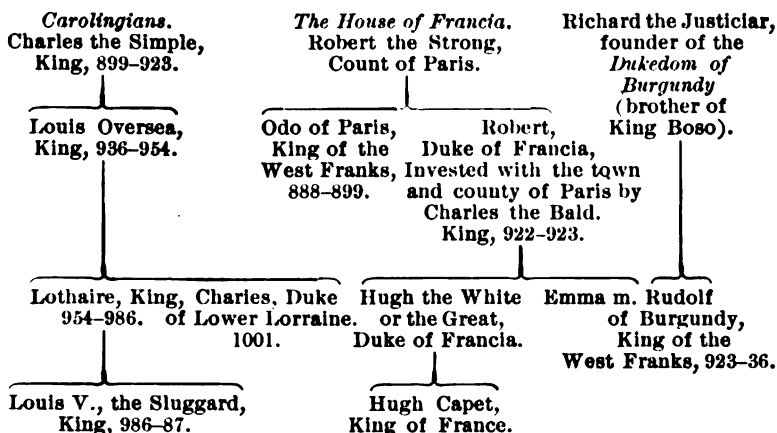 Carolingians.
Charles the Simple,
King, 899–923.
The House of Francia.
Robert the Strong,
Count of Paris.
Richard the Justiciar,
founder of the
Dukedom of
Burgundy
(brother of
King Boso).
Louis Oversea,
King, 936–954.
Odo of Paris,
King of the
West Franks,
888–899.
Robert,
Duke of Francia,
Invested with the town
and county of Paris by
Charles the Bald.
King, 922–923.
Lothaire, King,
954–986.
Charles, Duke
of Lower Lorraine.
1001.
Hugh the White
or the Great,
Duke of Francia.
Emma m. Rudolf
of Burgundy,
King of the
West Franks, 923–36.
Louis V., the Sluggard,
King, 986–87.
Hugh Capet,
King of France.